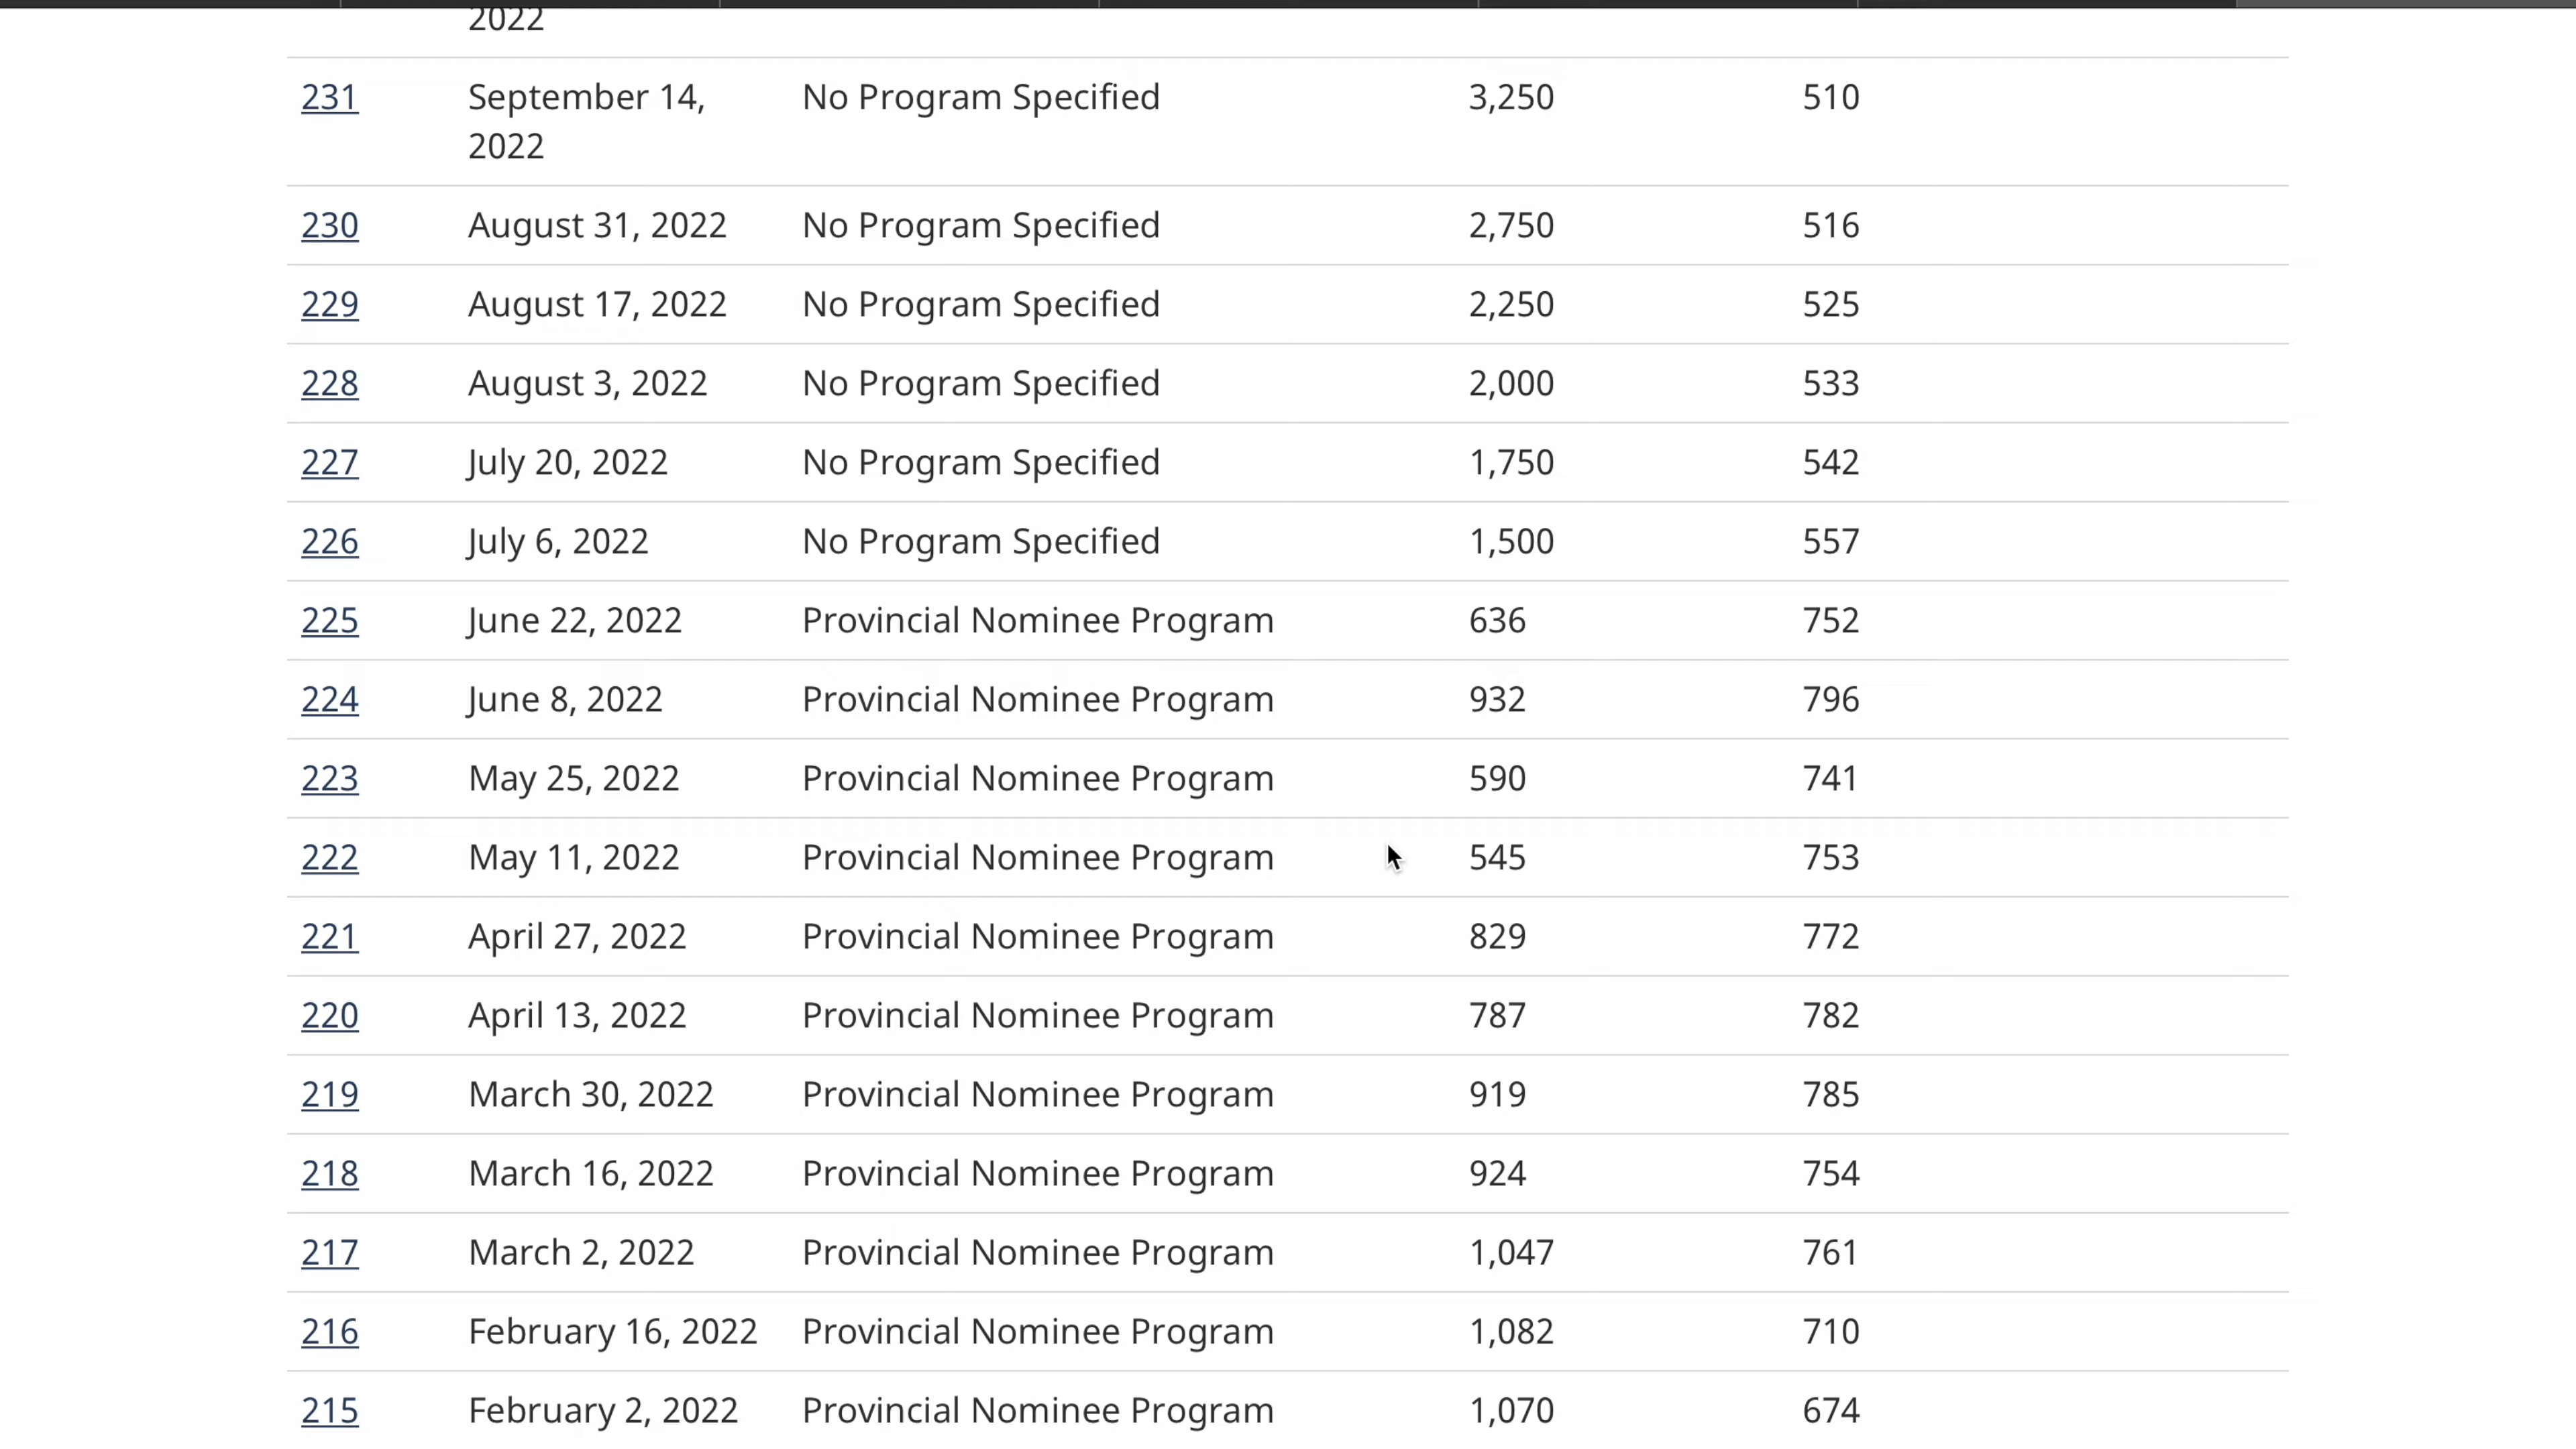 2022
231 September 14, No Program Specified 3,250 510
2022
230 August 31, 2022 No Program Specified 2,750 516
229 August 17, 2022 No Program Specified 2,250 525
228 August 3, 2022 No Program Specified 2,000 533
227 July 20, 2022 No Program Specified 1,750 542
226 July 6, 2022 No Program Specified 1,500 557
225 June 22, 2022 Provincial Nominee Program 636 752
224 June 8, 2022 Provincial Nominee Program 932 796
223 May 25, 2022 Provincial Nominee Program 590 741
222 May 11, 2022 Provincial Nominee Program 545 753
221 April 27, 2022 Provincial Nominee Program 829 772
220 April 13, 2022 Provincial Nominee Program 787 782
219 March 30, 2022 Provincial Nominee Program 919 785
218 March 16, 2022 Provincial Nominee Program 924 754
217 March 2, 2022 Provincial Nominee Program 1,047 761
216 February 16, 2022 Provincial Nominee Program 1,082 710
215 February 2, 2022 Provincial Nominee Program 1,070 674